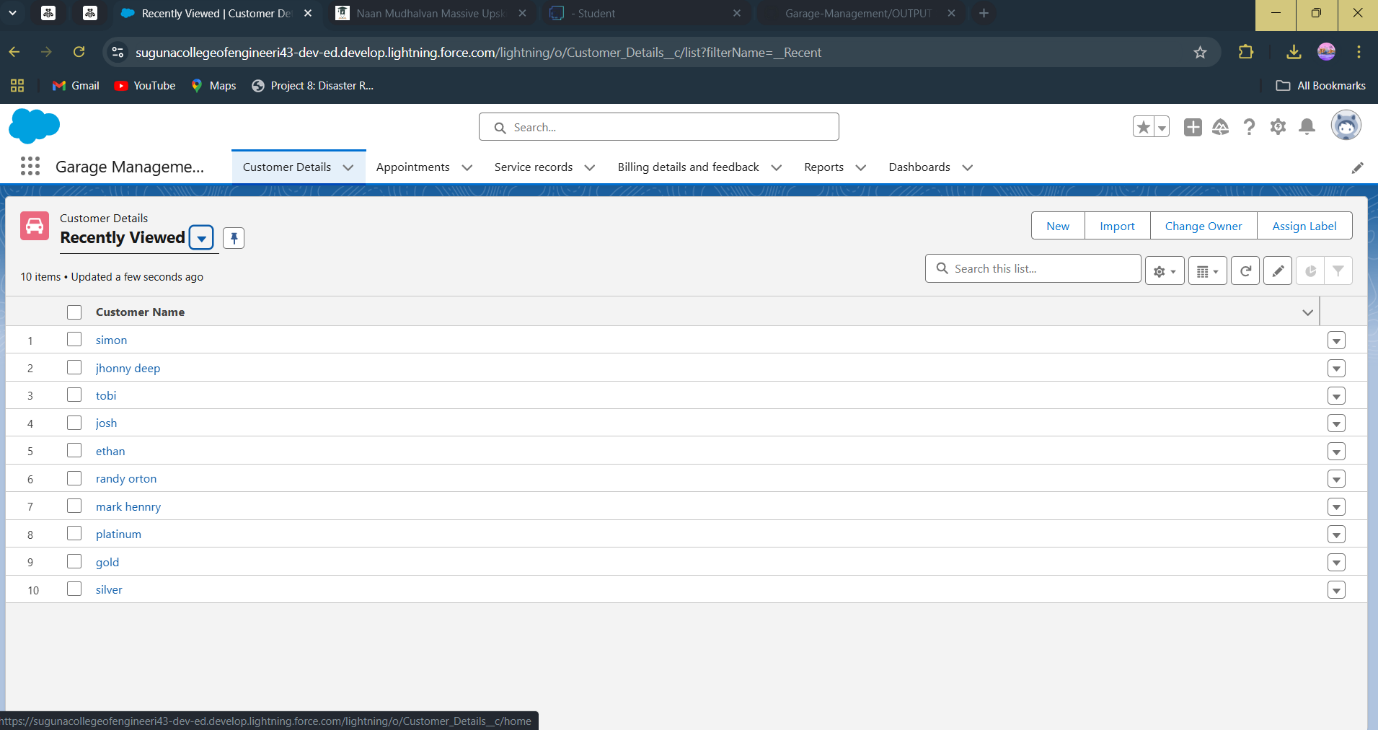 Recently Viewed | Customer De
Naan Mudhalvan Massive Upsk
- Student
Garage-Management/OUTPUT
sugunacollegeofengineeri43-dev-ed.develop.lightning.force.com/lightning/o/Customer_Details__c/list?filterName=__Recent
Gmail
YouTube
Maps
Project 8: Disaster R...
All Bookmarks
Search...
Garage Manageme...
Customer Details
Appointments
Service records
Billing details and feedback
Reports
Dashboards
Customer Details
Recently Viewed
New
Import
Change Owner
Assign Label
10 items • Updated a few seconds ago
Search this list...
Customer Name
1 simon
2 jhonny deep
3 tobi
4 josh
5 ethan
6 randy orton
7 mark hennry
8 platinum
9 gold
10 silver
https://sugunacollegeofengineeri43-dev-ed.develop.lightning.force.com/lightning/o/Customer_Details__c/home